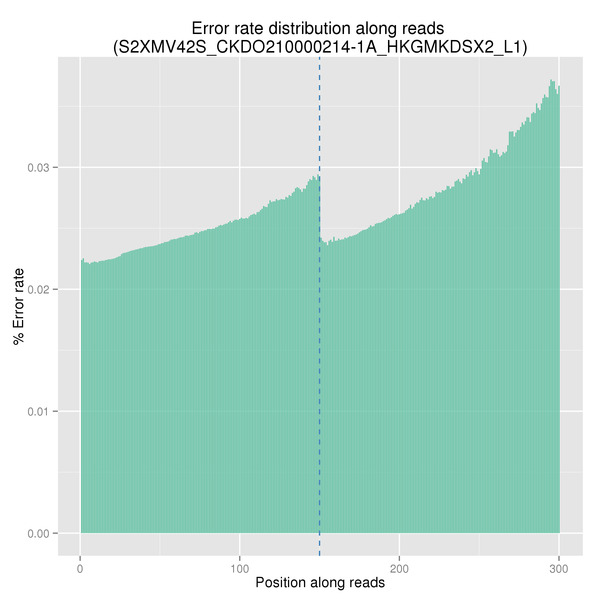 Error rate distribution along reads
(S2XMV42S_CKDO210000214-1A_HKGMKDSX2_L1)
% Error rate
0.03
0.02
0.01
0.00
0 100 200 300
Position along reads